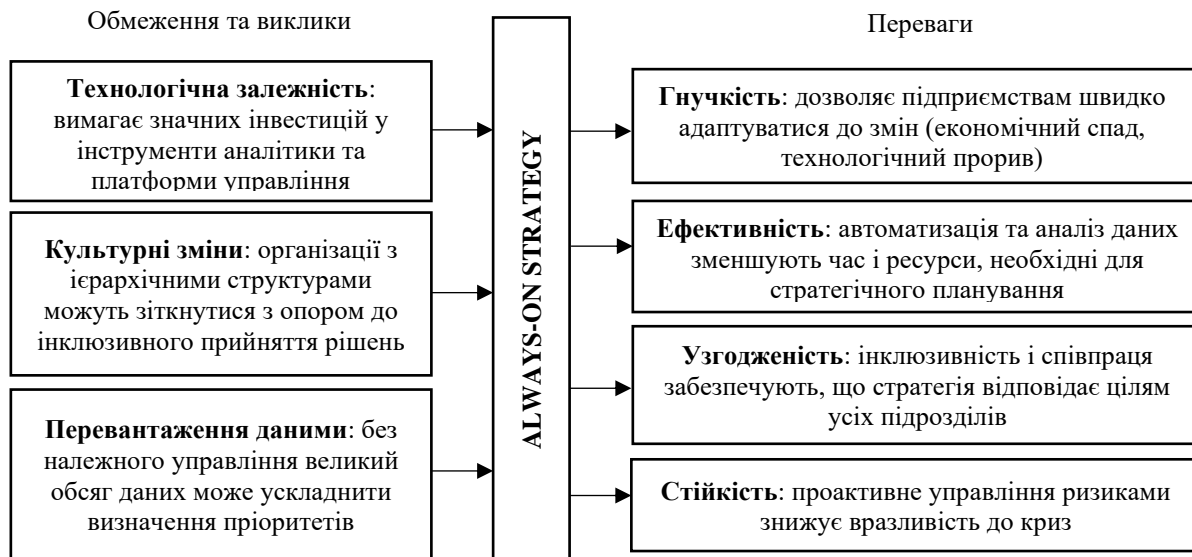 Обмеження та виклики
Технологічна залежність:
вимагає значних інвестицій у
інструменти аналітики та
платформи управління
Культурні зміни: організації з
ієрархічними структурами
можуть зіткнутися з опором до
інклюзивного прийняття рішень
Перевантаження даними: без
належного управління великий
обсяг даних може ускладнити
визначення пріоритетів
ALWAYS-ON STRATEGY
Переваги
Гнучкість: дозволяє підприємствам швидко
адаптуватися до змін (економічний спад,
технологічний прорив)
Ефективність: автоматизація та аналіз даних
зменшують час і ресурси, необхідні для
стратегічного планування
Узгодженість: інклюзивність і співпраця
забезпечують, що стратегія відповідає цілям
усіх підрозділів
Стійкість: проактивне управління ризиками
знижує вразливість до криз